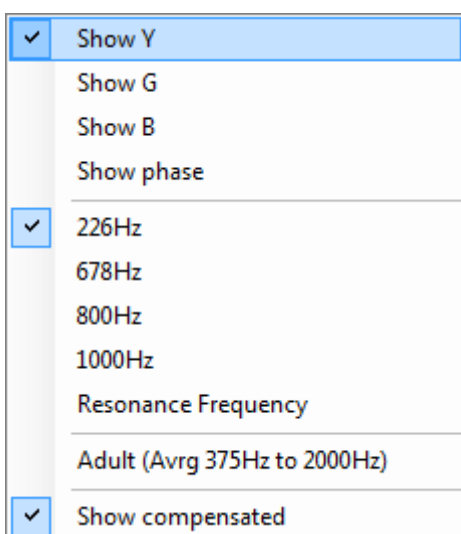 Show Y
Show G
Show B
Show phase
226Hz
678Hz
800Hz
1000Hz
Resonance Frequency
Adult (Avrg 375Hz to 2000Hz)
Show compensated